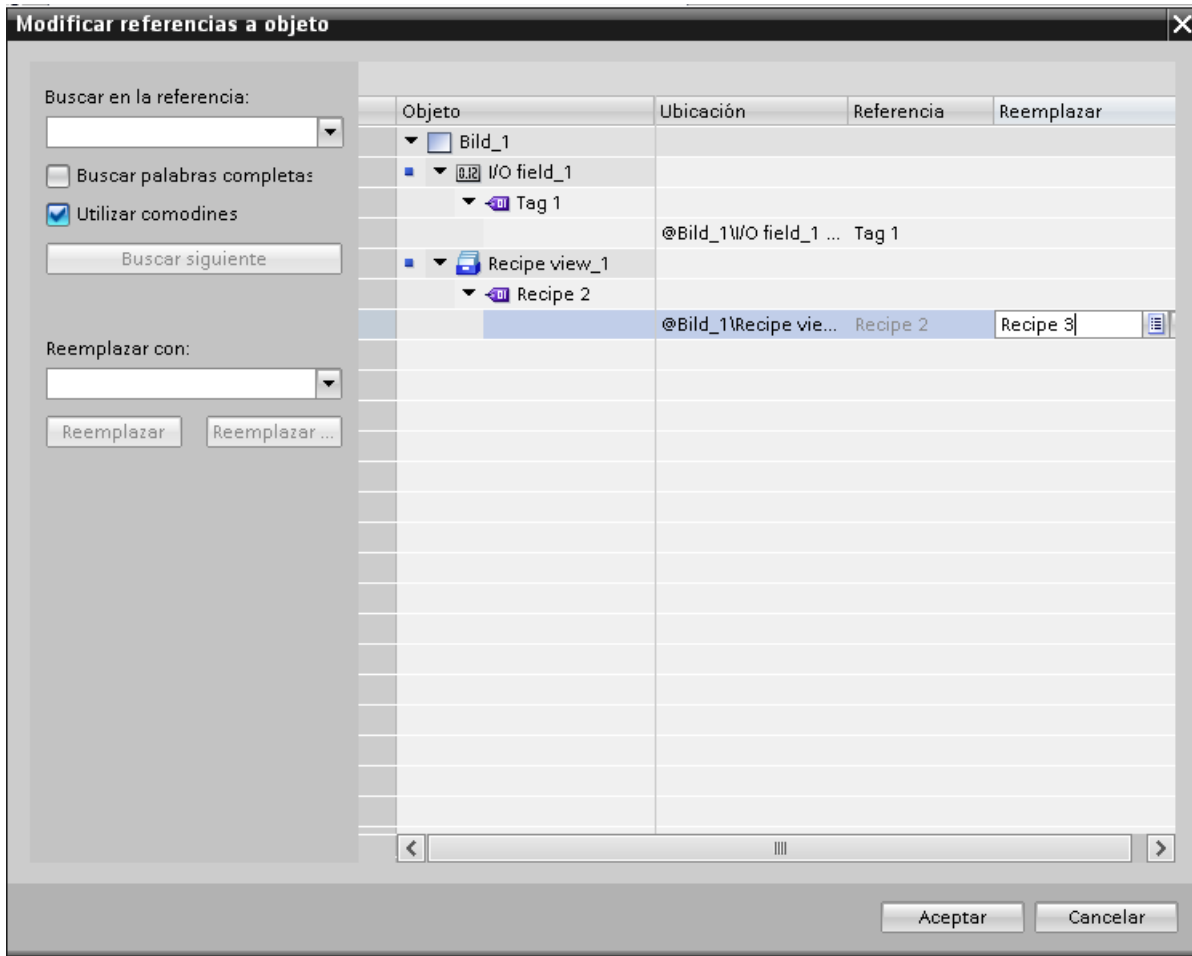 Modificar referencias a objeto
Buscar en la referencia:
Buscar palabras completas
Utilizar comodines
Buscar siguiente
Reemplazar con:
Reemplazar Reemplazar ...
Objeto Ubicación Referencia Reemplazar
Bild_1
0.12 I/O field_1
Tag 1
@Bild_1\I/O field_1 ... Tag 1
Recipe view_1
Recipe 2
@Bild_1\Recipe vie... Recipe 2 Recipe 3
Aceptar Cancelar